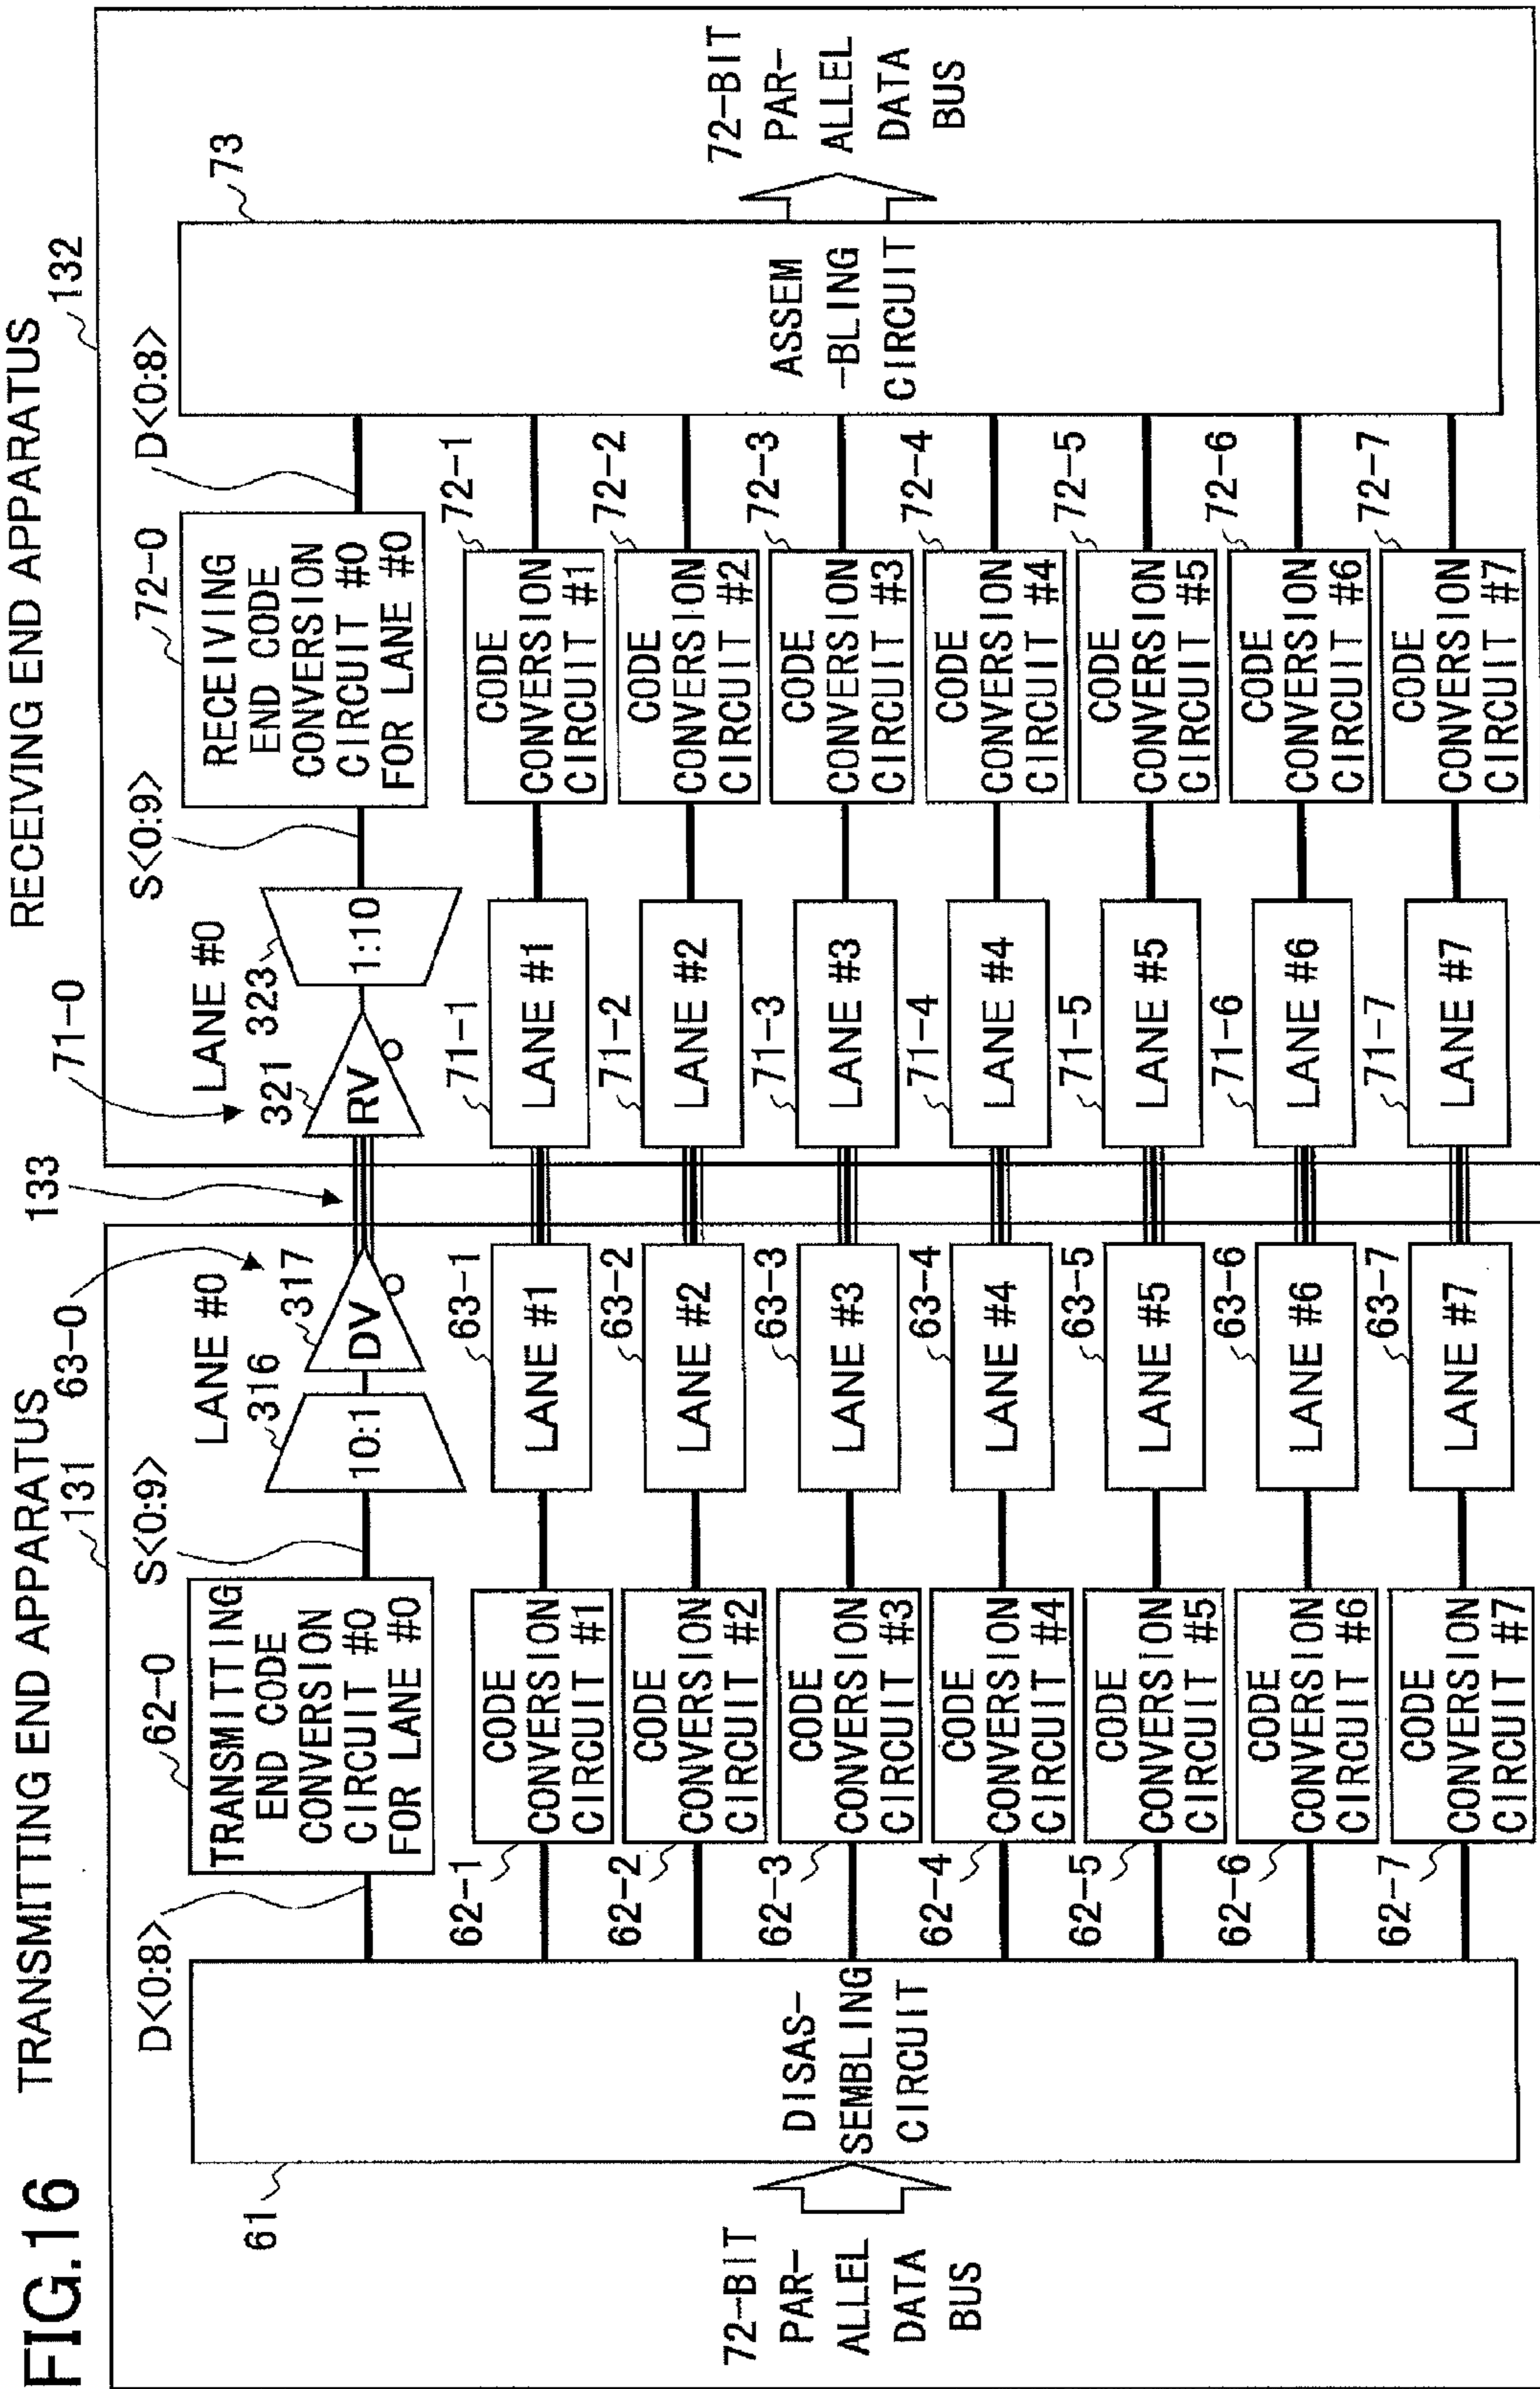 FIG.16
TRANSMITTING END APPARATUS
RECEIVING END APPARATUS
131
132
133
72-BIT
PAR-
ALLEL
DATA
BUS
61
DISAS-
SEMBLING
CIRCUIT
D<0:8>
62-0
TRANSMITTING
END CODE
CONVERSION
CIRCUIT #0
FOR LANE #0
S<0:9>
LANE #0
63-0
316
10:1
317
DV
71-0
LANE #0
321
RV
323
1:10
S<0:9>
72-0
RECEIVING
END CODE
CONVERSION
CIRCUIT #0
FOR LANE #0
D<0:8>
73
ASSEM
-BLING
CIRCUIT
72-BIT
PAR-
ALLEL
DATA
BUS
62-1
CODE
CONVERSION
CIRCUIT #1
63-1
LANE #1
71-1
LANE #1
72-1
CODE
CONVERSION
CIRCUIT #1
62-2
CODE
CONVERSION
CIRCUIT #2
63-2
LANE #2
71-2
LANE #2
72-2
CODE
CONVERSION
CIRCUIT #2
62-3
CODE
CONVERSION
CIRCUIT #3
63-3
LANE #3
71-3
LANE #3
72-3
CODE
CONVERSION
CIRCUIT #3
62-4
CODE
CONVERSION
CIRCUIT #4
63-4
LANE #4
71-4
LANE #4
72-4
CODE
CONVERSION
CIRCUIT #4
62-5
CODE
CONVERSION
CIRCUIT #5
63-5
LANE #5
71-5
LANE #5
72-5
CODE
CONVERSION
CIRCUIT #5
62-6
CODE
CONVERSION
CIRCUIT #6
63-6
LANE #6
71-6
LANE #6
72-6
CODE
CONVERSION
CIRCUIT #6
62-7
CODE
CONVERSION
CIRCUIT #7
63-7
LANE #7
71-7
LANE #7
72-7
CODE
CONVERSION
CIRCUIT #7